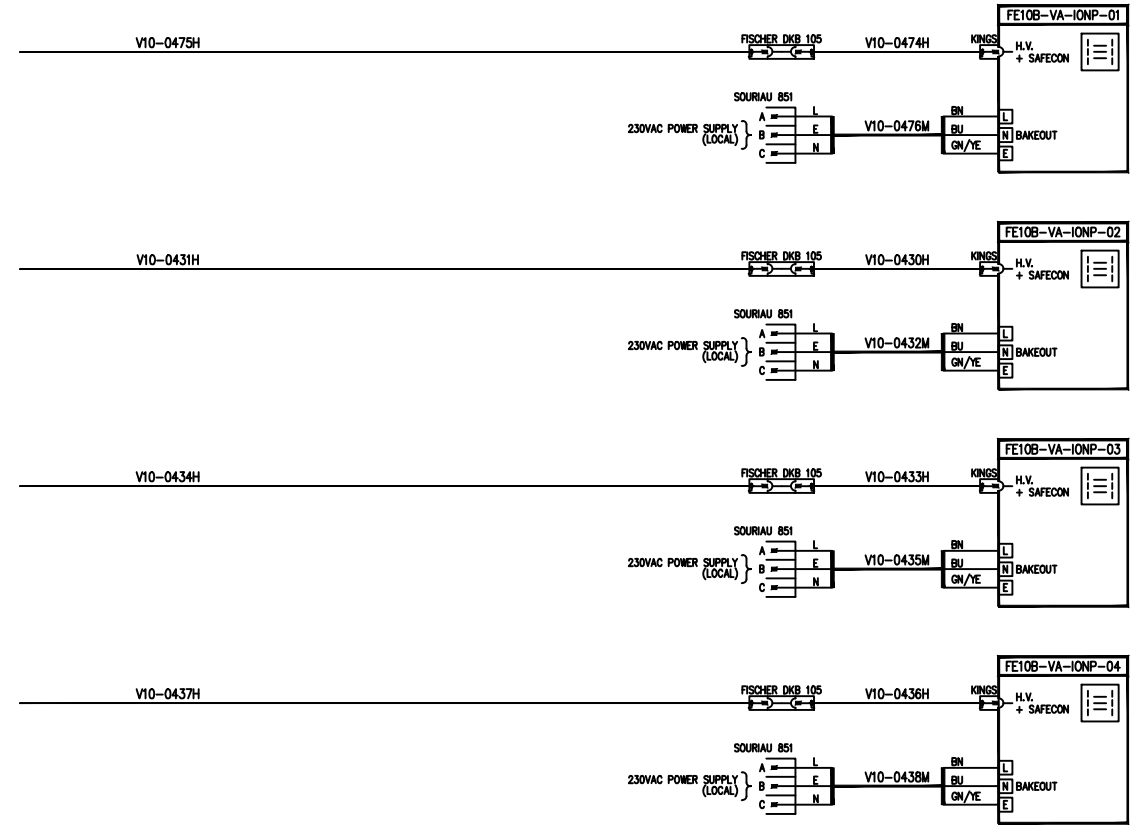 FE10B-VA-IONP-01
V10-0475H
FISCHER DKB 105
V10-0474H
KINGS
H.V.
+ SAFECON
SOURIAU 851
230VAC POWER SUPPLY
(LOCAL)
A
B
C
L
E
N
V10-0476M
BN
BU
GN/YE
L
N
E
BAKEOUT
FE10B-VA-IONP-02
V10-0431H
FISCHER DKB 105
V10-0430H
KINGS
H.V.
+ SAFECON
SOURIAU 851
230VAC POWER SUPPLY
(LOCAL)
A
B
C
L
E
N
V10-0432M
BN
BU
GN/YE
L
N
E
BAKEOUT
FE10B-VA-IONP-03
V10-0434H
FISCHER DKB 105
V10-0433H
KINGS
H.V.
+ SAFECON
SOURIAU 851
230VAC POWER SUPPLY
(LOCAL)
A
B
C
L
E
N
V10-0435M
BN
BU
GN/YE
L
N
E
BAKEOUT
FE10B-VA-IONP-04
V10-0437H
FISCHER DKB 105
V10-0436H
KINGS
H.V.
+ SAFECON
SOURIAU 851
230VAC POWER SUPPLY
(LOCAL)
A
B
C
L
E
N
V10-0438M
BN
BU
GN/YE
L
N
E
BAKEOUT